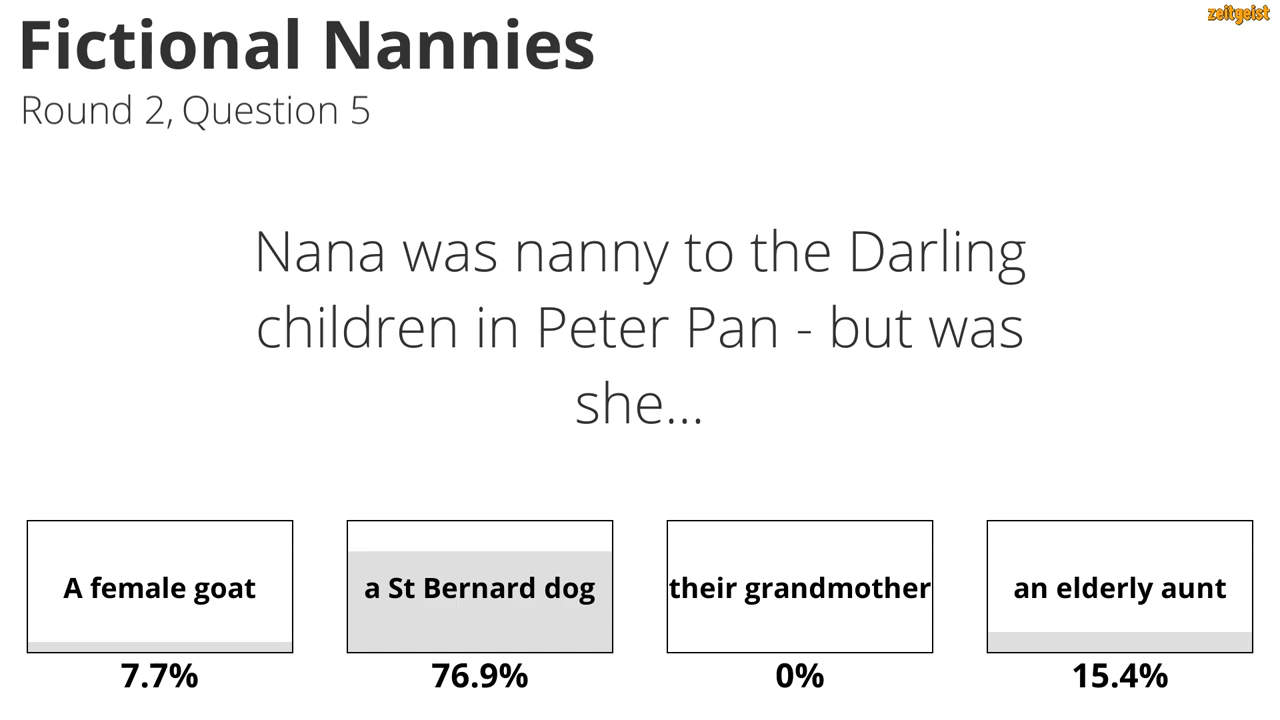 zeitgeist
Fictional Nannies
Round 2, Question 5
Nana was nanny to the Darling
children in Peter Pan - but was
she...
A female goat
a St Bernard dog
their grandmother
an elderly aunt
7.7%
76.9%
0%
15.4%